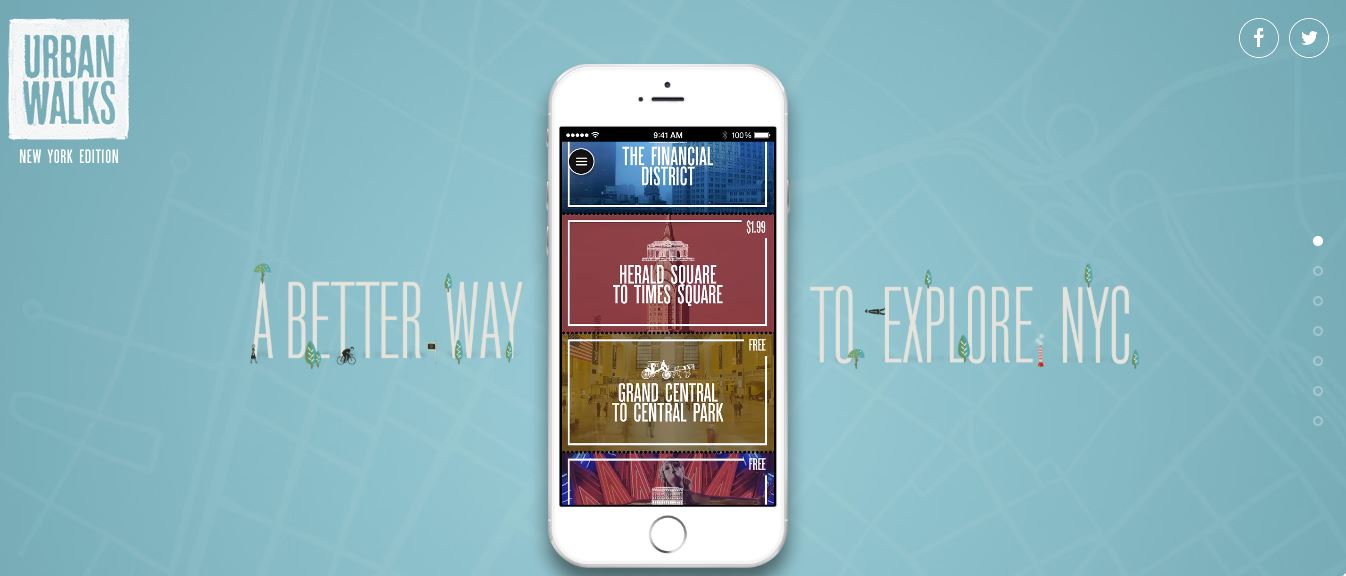 URBAN
WALKS
NEW YORK EDITION
9:41 AM
100%
THE FINANCIAL
DISTRICT
$1.99
HERALD SQUARE
TO TIMES SQUARE
FREE
GRAND CENTRAL
TO CENTRAL PARK
FREE
A BETTER WAY
TO EXPLORE NYC